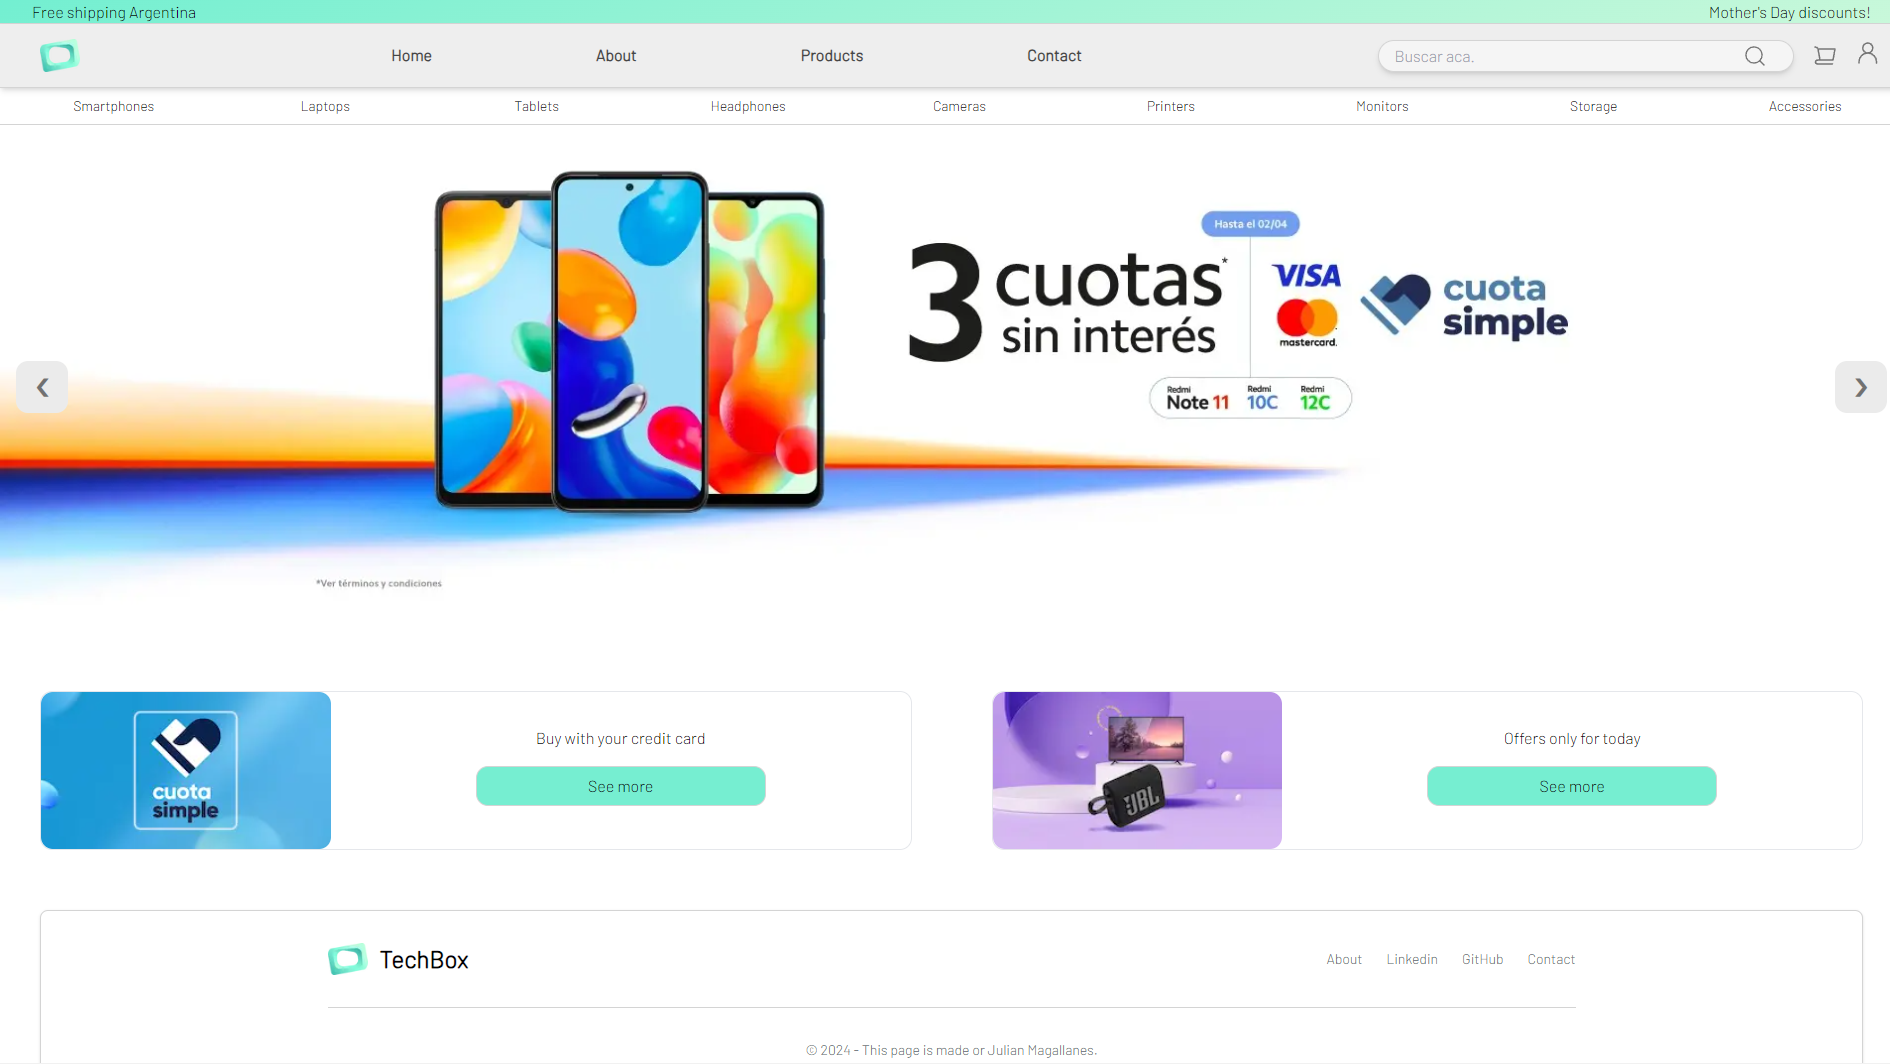 Free shipping Argentina
Mother's Day discounts!
Home
About
Products
Contact
Buscar aca.
Smartphones
Laptops
Tablets
Headphones
Cameras
Printers
Monitors
Storage
Accessories
Hasta el 02/04
3 cuotas*
sin interés
VISA
mastercard.
cuota
simple
Redmi Note 11
Redmi 10C
Redmi 12C
*Ver términos y condiciones
cuota
simple
Buy with your credit card
See more
JBL
Offers only for today
See more
TechBox
About
Linkedin
GitHub
Contact
© 2024 - This page is made or Julian Magallanes.